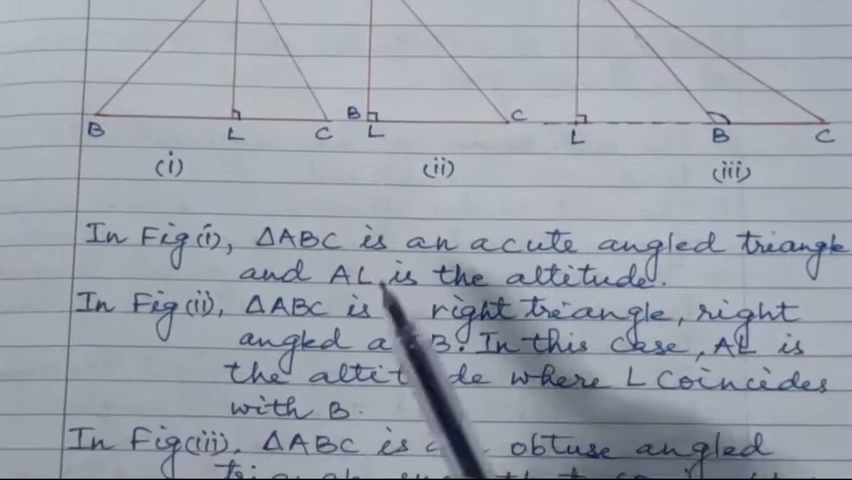 B L C B L C L B C
(i) (ii) (iii)
In Fig(i), ΔABC is an acute angled triangle
and AL is the altitude.
In Fig(ii), ΔABC is right triangle, right
angled B. In this case, AL is
the where L coincides
with B.
In Fig(iii), ΔABC is obtuse angled